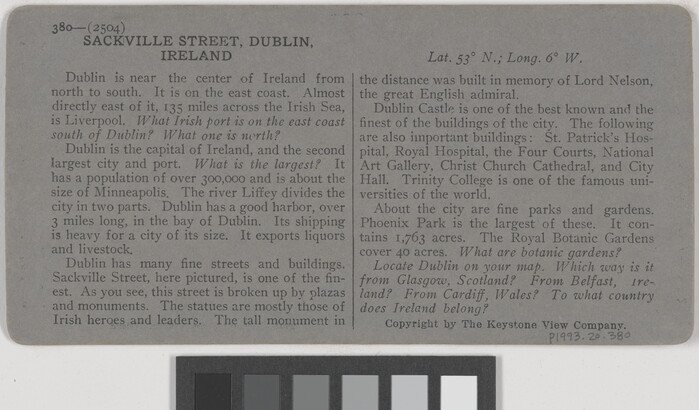 380—(2504)
SACKVILLE STREET, DUBLIN,
IRELAND
Dublin is near the center of Ireland from
north to south. It is on the east coast. Almost
directly east of it, 135 miles across the Irish Sea,
is Liverpool. What Irish port is on the east coast
south of Dublin? What one is north?
Dublin is the capital of Ireland, and the second
largest city and port. What is the largest? It
has a population of over 300,000 and is about the
size of Minneapolis. The river Liffey divides the
city in two parts. Dublin has a good harbor, over
3 miles long, in the bay of Dublin. Its shipping
is heavy for a city of its size. It exports liquors
and livestock.
Dublin has many fine streets and buildings.
Sackville Street, here pictured, is one of the fin-
est. As you see, this street is broken up by plazas
and monuments. The statues are mostly those of
Irish heroes and leaders. The tall monument in
Lat. 53° N.; Long. 6° W.
the distance was built in memory of Lord Nelson,
the great English admiral.
Dublin Castle is one of the best known and the
finest of the buildings of the city. The following
are also important buildings: St. Patrick's Hos-
pital, Royal Hospital, the Four Courts, National
Art Gallery, Christ Church Cathedral, and City
Hall. Trinity College is one of the famous uni-
versities of the world.
About the city are fine parks and gardens.
Phoenix Park is the largest of these. It con-
tains 1,763 acres. The Royal Botanic Gardens
cover 40 acres. What are botanic gardens?
Locate Dublin on your map. Which way is it
from Glasgow, Scotland? From Belfast, Ire-
land? From Cardiff, Wales? To what country
does Ireland belong?
Copyright by The Keystone View Company.
P1993.20.380